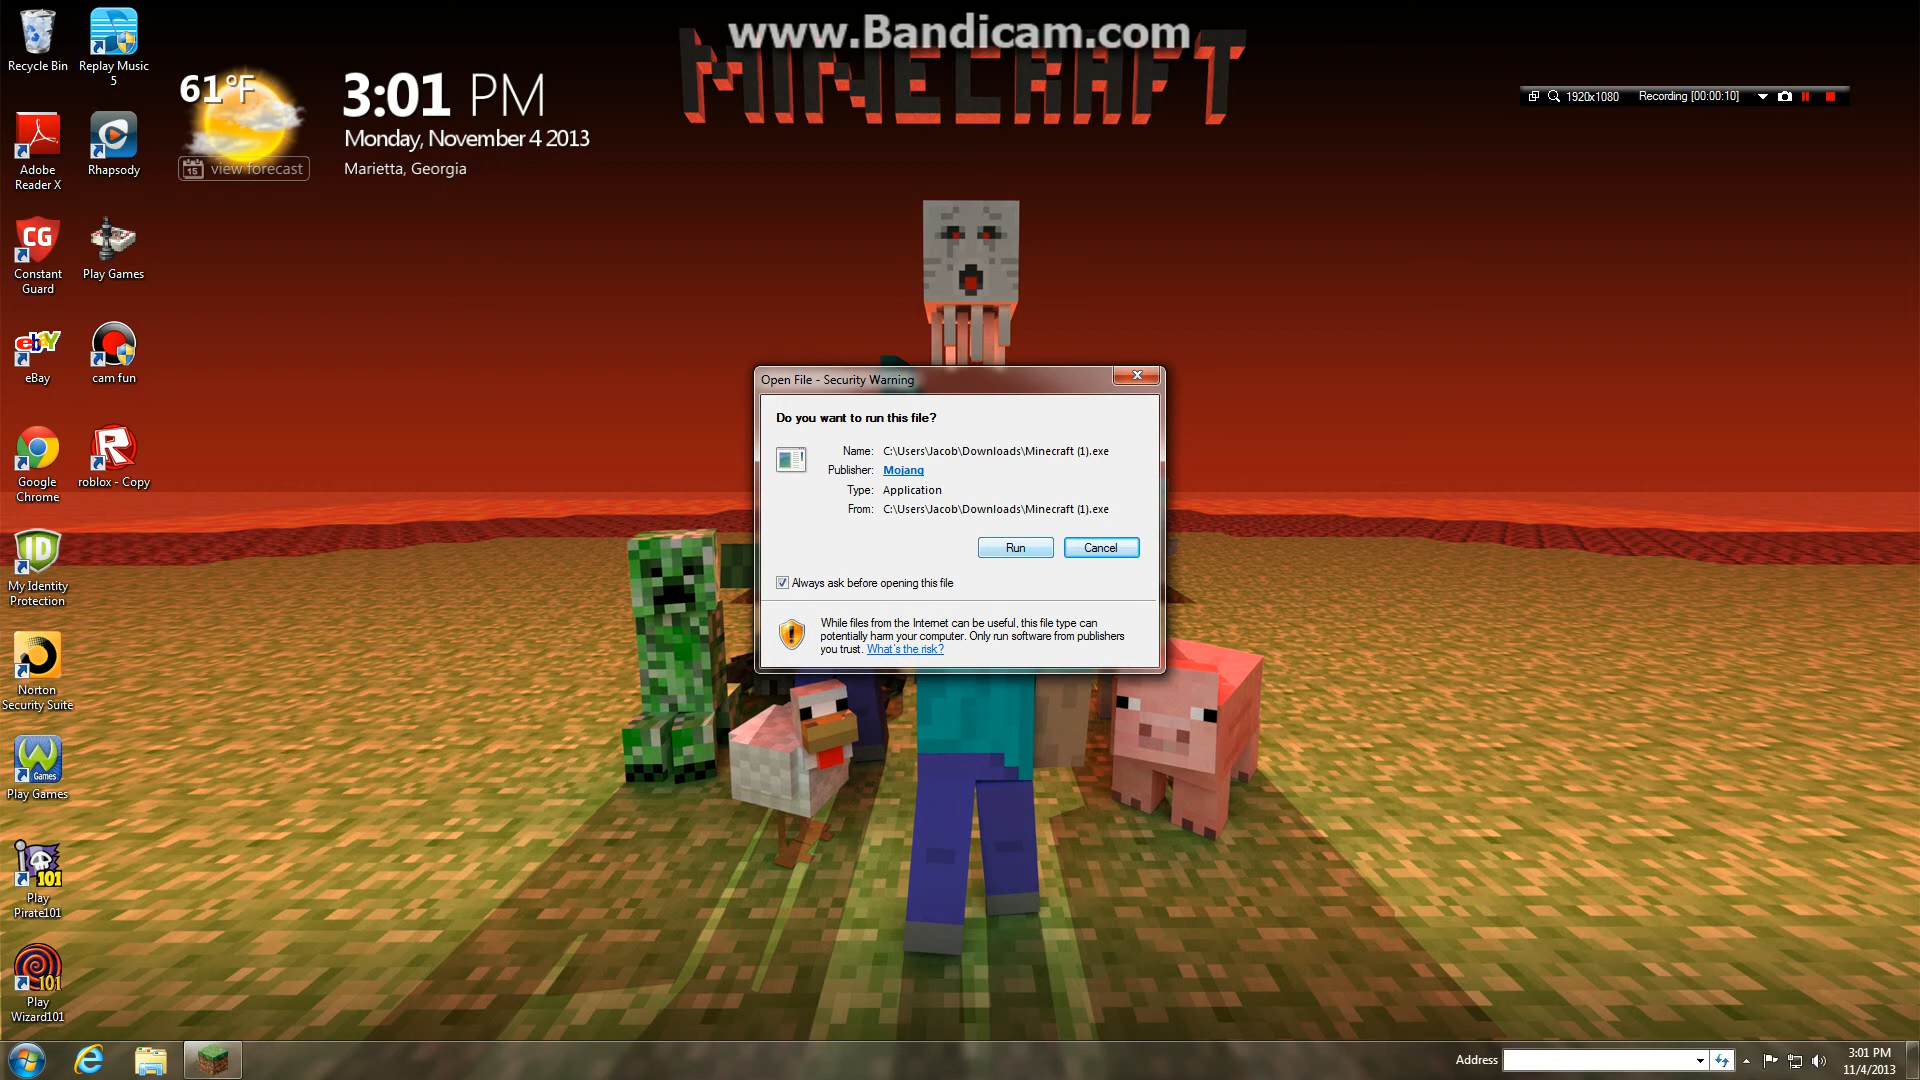 www.Bandicam.com
MINECRAFT
Recycle Bin
Replay Music
5
61°F
3:01 PM
Monday, November 4 2013
Marietta, Georgia
15 view forecast
1920x1080 Recording [00:00:10]
Adobe
Reader X
Rhapsody
CG
Constant
Guard
Play Games
ebY
eBay
cam fun
Google
Chrome
R
roblox - Copy
ID
My Identity
Protection
Norton
Security Suite
W
Games
Play Games
101
Play
Pirate101
101
Play
Wizard101
Open File - Security Warning
Do you want to run this file?
Name: C:\Users\Jacob\Downloads\Minecraft (1).exe
Publisher: Mojang
Type: Application
From: C:\Users\Jacob\Downloads\Minecraft (1).exe
Run Cancel
Always ask before opening this file
While files from the Internet can be useful, this file type can
potentially harm your computer. Only run software from publishers
you trust. What's the risk?
Address
3:01 PM
11/4/2013